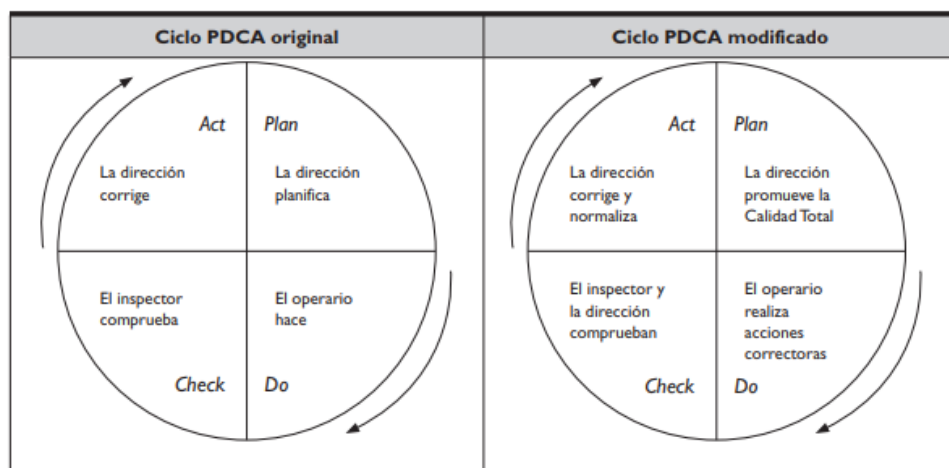 Ciclo PDCA original
Act Plan
La dirección
corrige
La dirección
planifica
El inspector
comprueba
El operario
hace
Check Do
Ciclo PDCA modificado
Act Plan
La dirección
corrige y
normaliza
La dirección
promueve la
Calidad Total
El inspector y
la dirección
comprueban
El operario
realiza
acciones
correctoras
Check Do